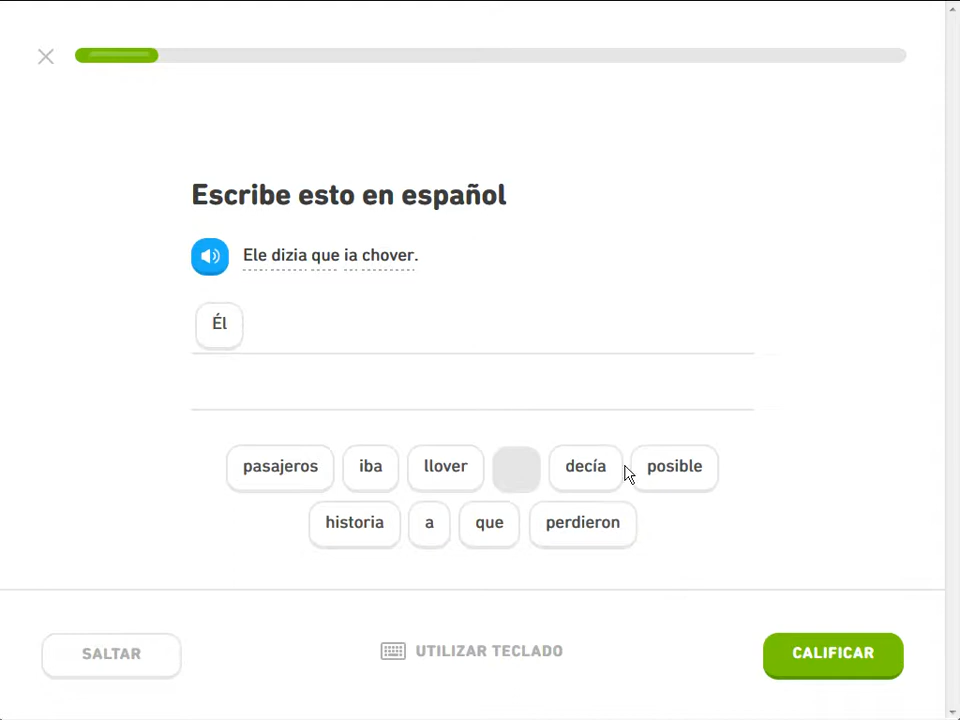 Escribe esto en español
Ele dizia que ia chover.
Él
pasajeros iba llover decía posible
historia a que perdieron
SALTAR UTILIZAR TECLADO CALIFICAR